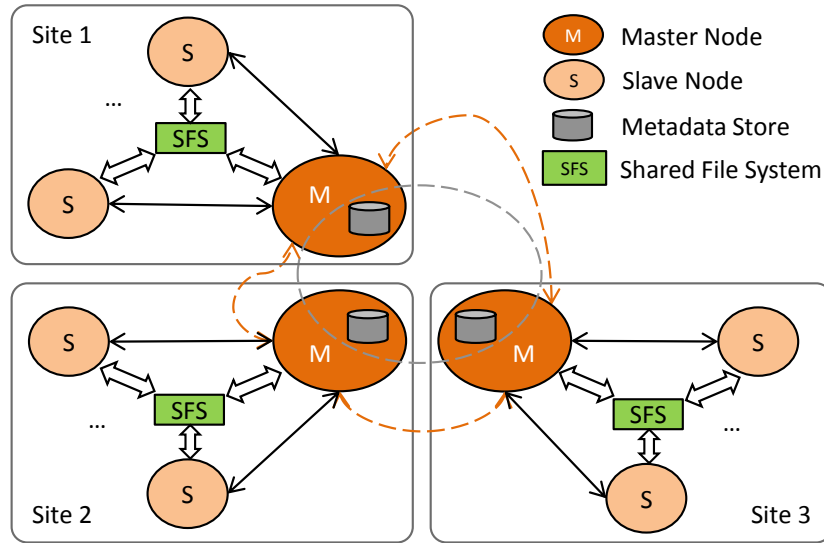 Site 1
S
...
SFS
S
M
M Master Node
S Slave Node
Metadata Store
SFS Shared File System
S
M
SFS
...
S
Site 2
M
S
SFS
...
S
Site 3